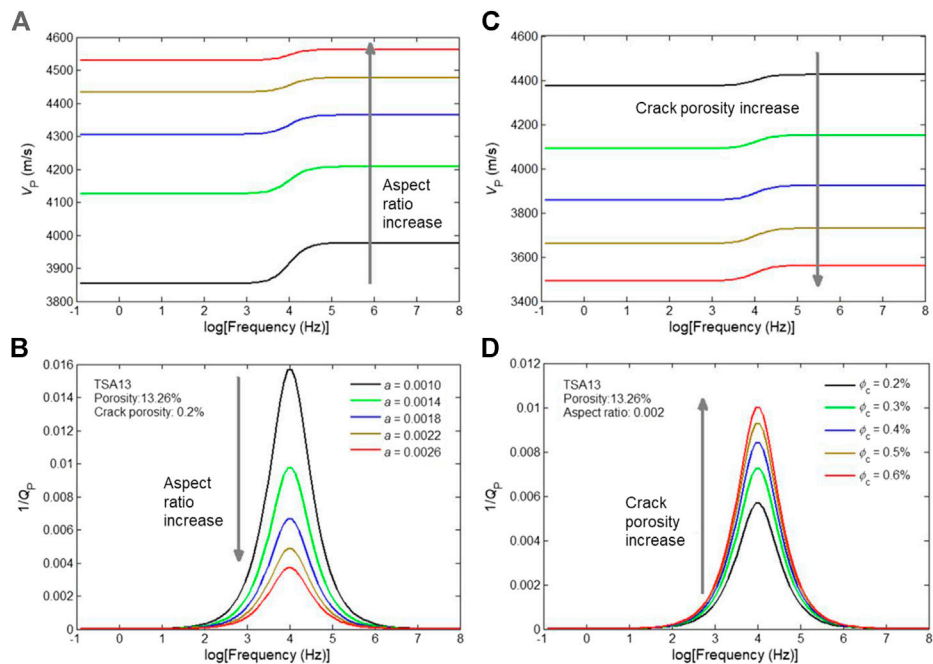 A
4600
4500
4400
4300
4200
4100
4000
3900
3800
V_P (m/s)
Aspect
ratio
increase
-1 0 1 2 3 4 5 6 7 8
log[Frequency (Hz)]
B
0.016
0.014
0.012
0.01
0.008
0.006
0.004
0.002
0
1/Q_P
TSA13
Porosity:13.26%
Crack porosity: 0.2%
Aspect
ratio
increase
a = 0.0010
a = 0.0014
a = 0.0018
a = 0.0022
a = 0.0026
-1 0 1 2 3 4 5 6 7 8
log[Frequency (Hz)]
C
4600
4400
4200
4000
3800
3600
3400
V_P (m/s)
Crack porosity increase
-1 0 1 2 3 4 5 6 7 8
log[Frequency (Hz)]
D
0.012
0.01
0.008
0.006
0.004
0.002
0
1/Q_P
TSA13
Porosity:13.26%
Aspect ratio: 0.002
Crack
porosity
increase
ϕ_c = 0.2%
ϕ_c = 0.3%
ϕ_c = 0.4%
ϕ_c = 0.5%
ϕ_c = 0.6%
-1 0 1 2 3 4 5 6 7 8
log[Frequency (Hz)]